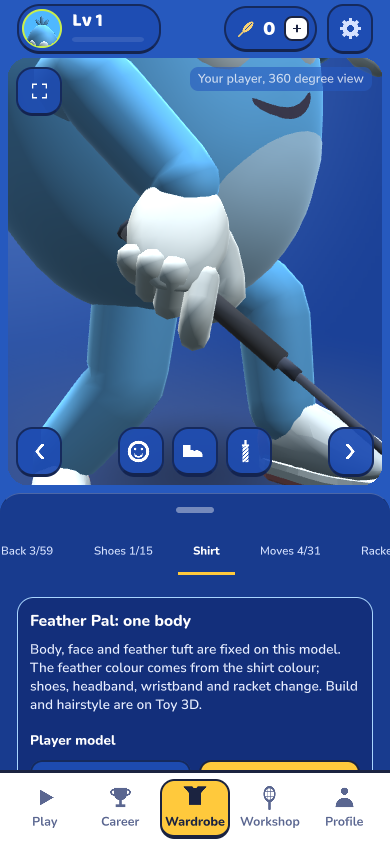 Lv 1
0
+
Your player, 360 degree view
Back 3/59
Shoes 1/15
Shirt
Moves 4/31
Feather Pal: one body
Body, face and feather tuft are fixed on this model.
The feather colour comes from the shirt colour;
shoes, headband, wristband and racket change. Build
and hairstyle are on Toy 3D.
Player model
Play
Career
Wardrobe
Workshop
Profile